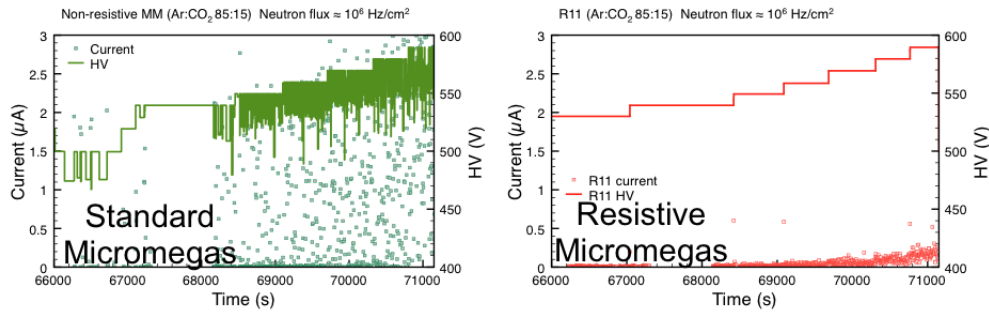 Non-resistive MM (Ar:CO₂ 85:15) Neutron flux ≈ 10⁶ Hz/cm²
3
2.5
2
1.5
1
0.5
0
Current (µA)
Current
HV
600
550
500
450
400
HV (V)
Standard
Micromegas
66000 67000 68000 69000 70000 71000
Time (s)
R11 (Ar:CO₂ 85:15) Neutron flux ≈ 10⁶ Hz/cm²
3
2.5
2
1.5
1
0.5
0
Current (µA)
R11 current
R11 HV
600
550
500
450
400
HV (V)
Resistive
Micromegas
66000 67000 68000 69000 70000 71000
Time (s)